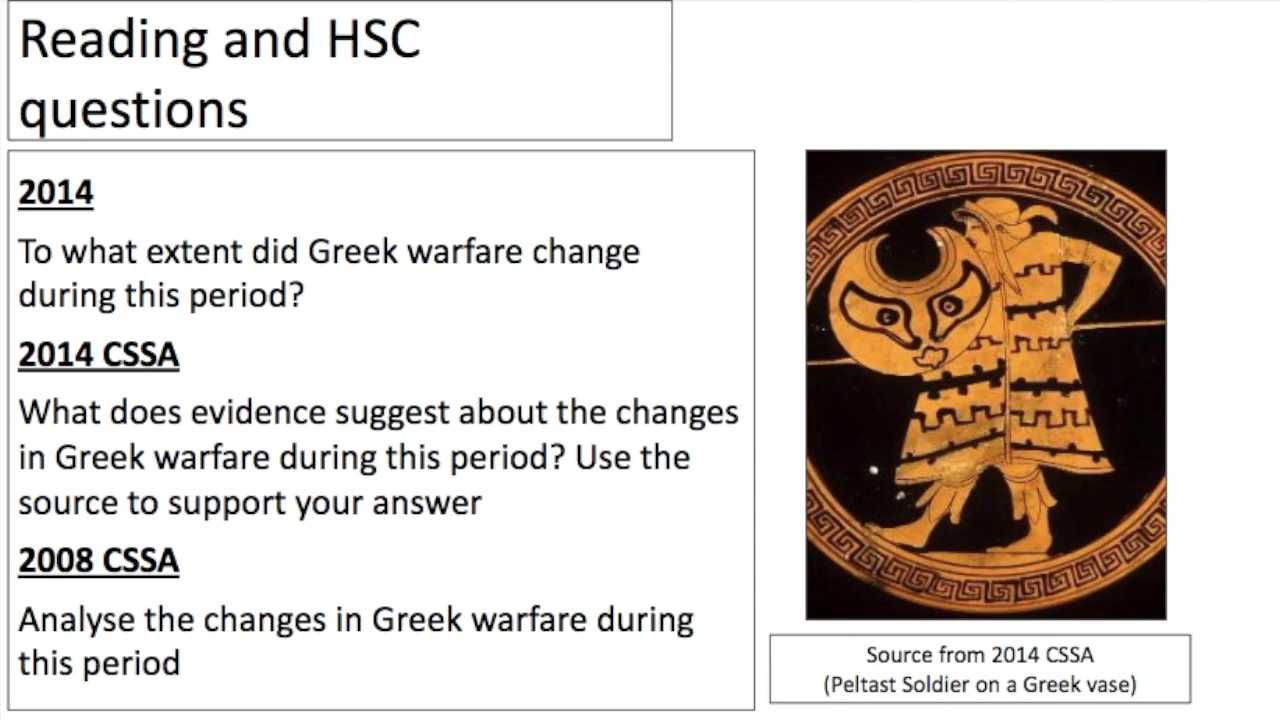 Reading and HSC
questions
2014
To what extent did Greek warfare change
during this period?
2014 CSSA
What does evidence suggest about the changes
in Greek warfare during this period? Use the
source to support your answer
2008 CSSA
Analyse the changes in Greek warfare during
this period
Source from 2014 CSSA
(Peltast Soldier on a Greek vase)